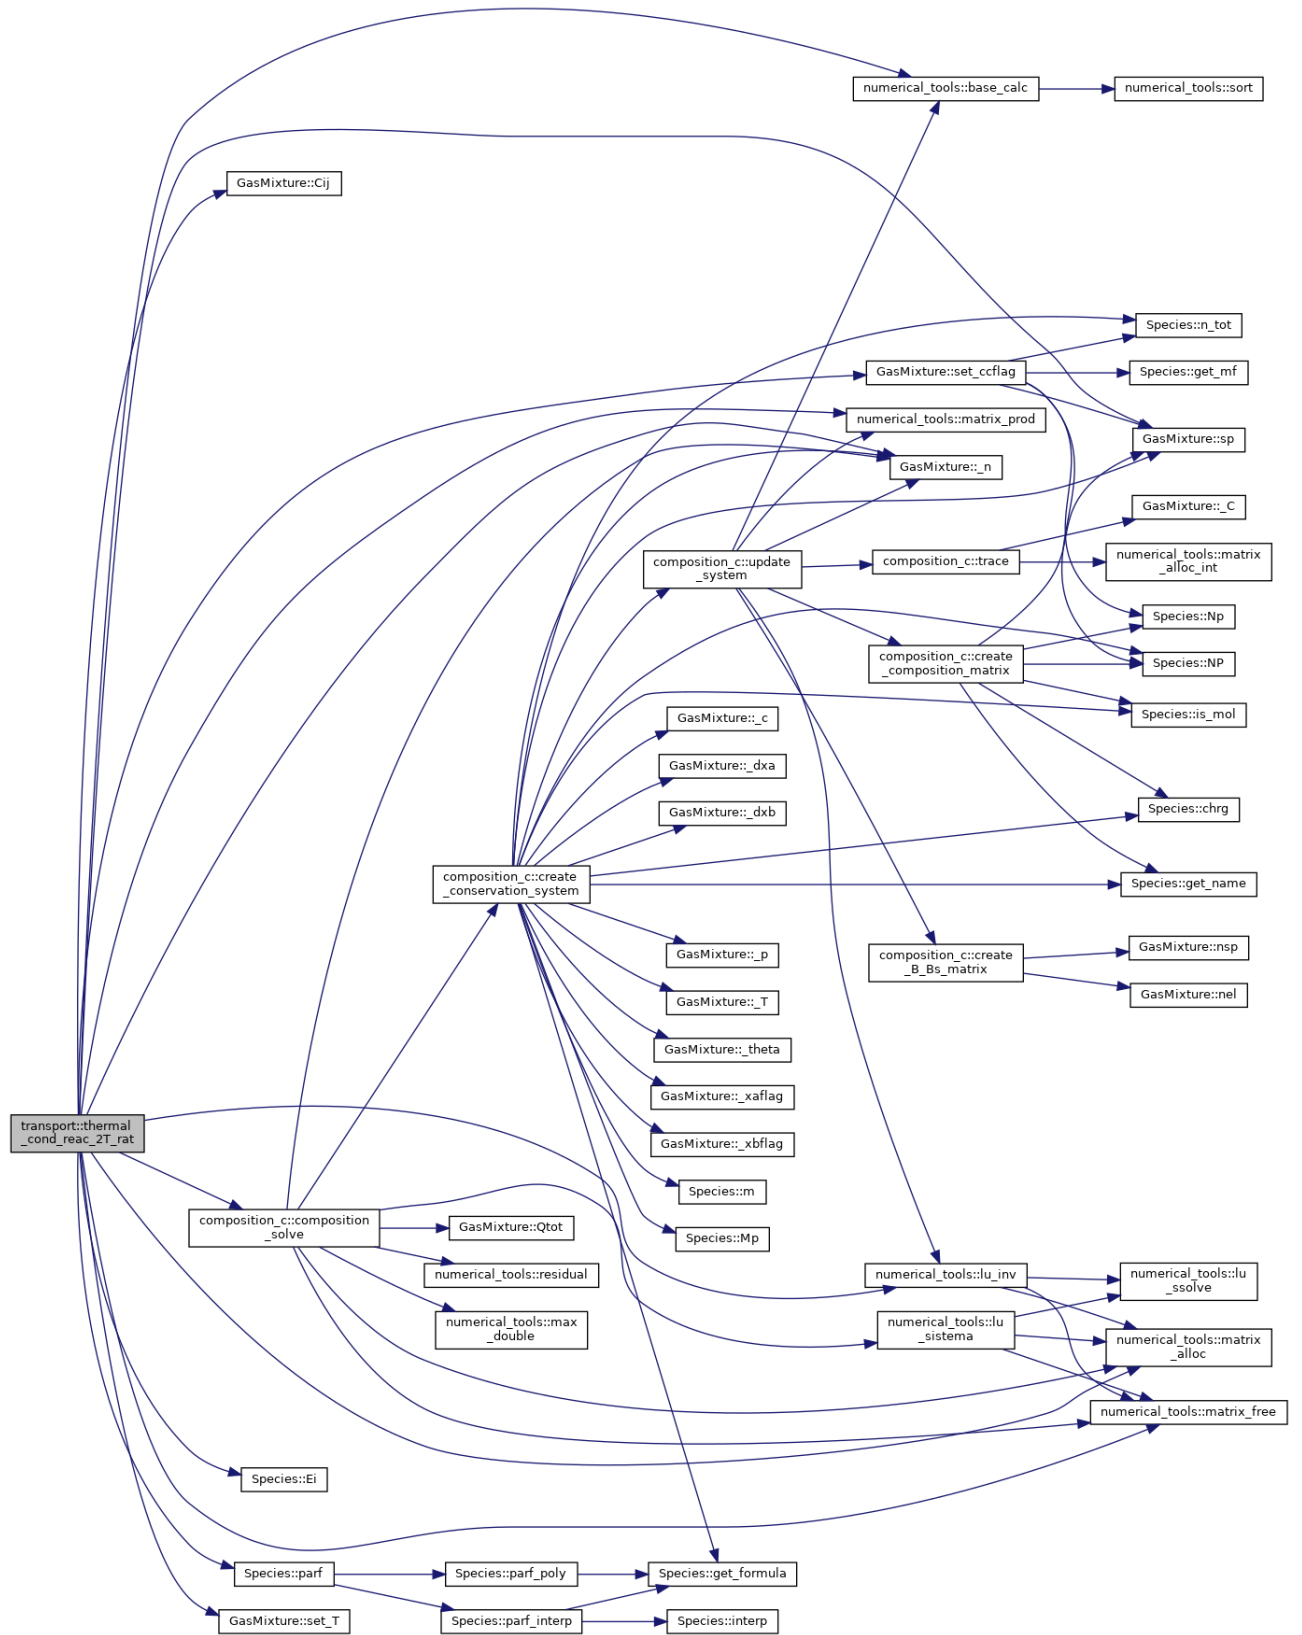 numerical_tools::base_calc
numerical_tools::sort
GasMixture::Cij
Species::n_tot
GasMixture::set_ccflag
Species::get_mf
numerical_tools::matrix_prod
GasMixture::sp
GasMixture::_n
GasMixture::_C
composition_c::update
_system
composition_c::trace
numerical_tools::matrix
_alloc_int
Species::Np
composition_c::create
_composition_matrix
Species::NP
GasMixture::_c
Species::is_mol
GasMixture::_dxa
GasMixture::_dxb
Species::chrg
composition_c::create
_conservation_system
Species::get_name
GasMixture::_p
composition_c::create
_B_Bs_matrix
GasMixture::nsp
GasMixture::_T
GasMixture::nel
GasMixture::_theta
GasMixture::_xaflag
transport::thermal
_cond_reac_2T_rat
GasMixture::_xbflag
Species::m
composition_c::composition
_solve
GasMixture::Qtot
Species::Mp
numerical_tools::residual
numerical_tools::lu_inv
numerical_tools::lu
_ssolve
numerical_tools::max
_double
numerical_tools::lu
_sistema
numerical_tools::matrix
_alloc
numerical_tools::matrix_free
Species::Ei
Species::parf
Species::parf_poly
Species::get_formula
GasMixture::set_T
Species::parf_interp
Species::interp